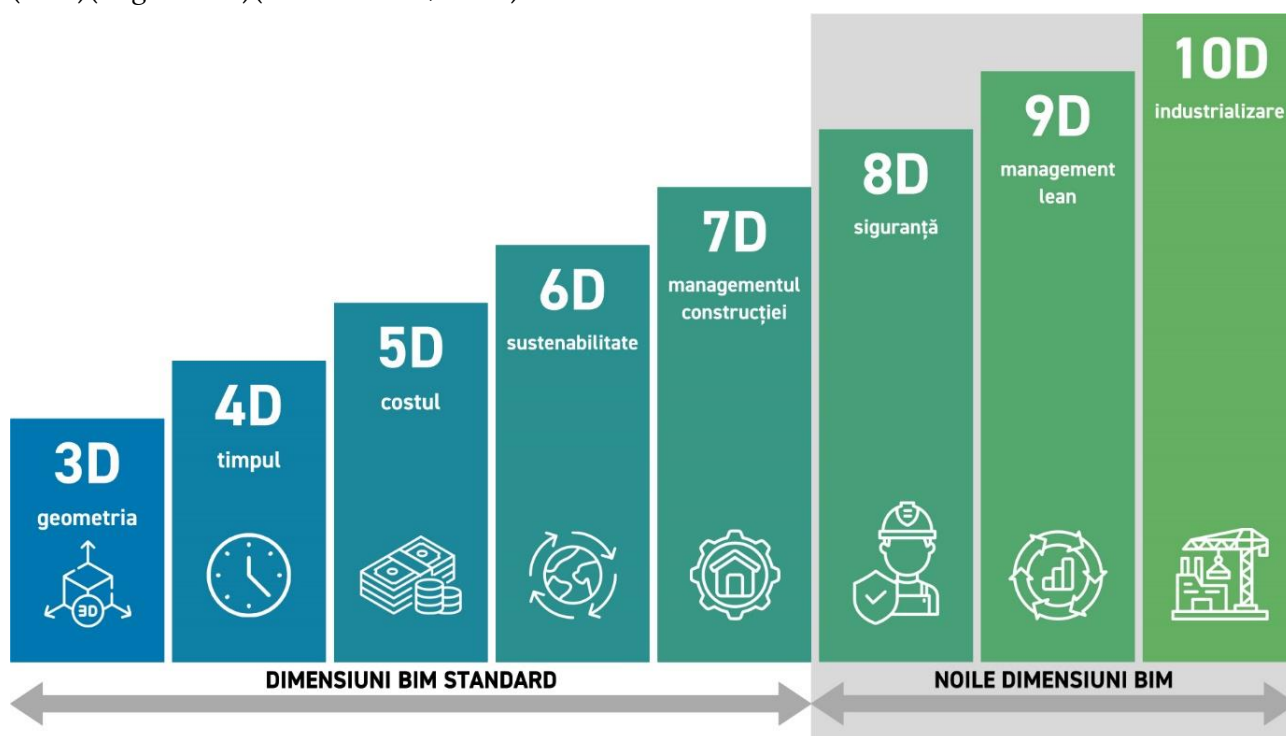 3D
geometria
3D
4D
timpul
5D
costul
6D
sustenabilitate
7D
managementul
construcției
8D
siguranță
9D
management
lean
10D
industrializare
DIMENSIUNI BIM STANDARD
NOILE DIMENSIUNI BIM